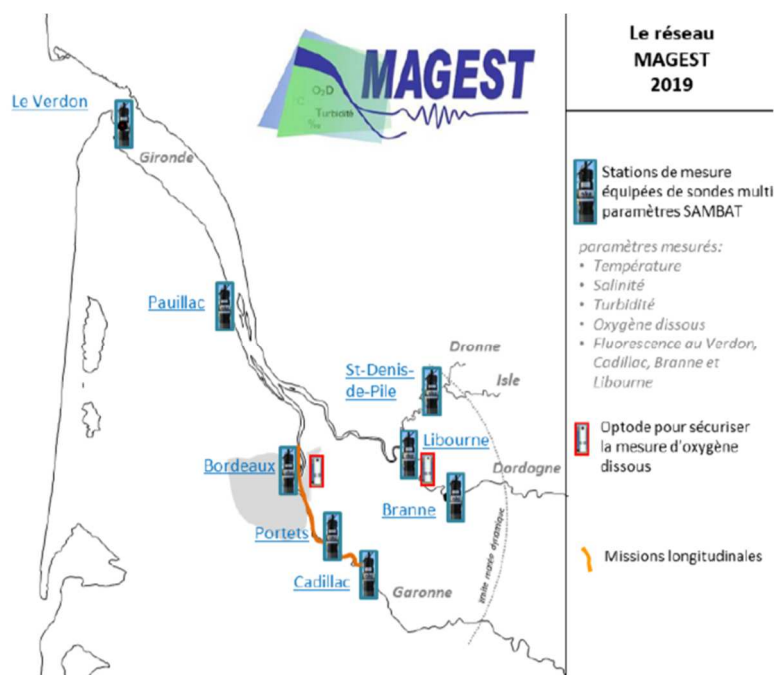 Le réseau
MAGEST
2019
MAGEST
O₂D
°C
Turbidité
‰
Le Verdon
Gironde
Pauillac
St-Denis-
de-Pile
Dronne
Isle
Libourne
Bordeaux
Dordogne
Branne
Portets
Cadillac
Garonne
limite marée dynamique
Stations de mesure
équipées de sondes multi
paramètres SAMBAT
paramètres mesurés:
• Température
• Salinité
• Turbidité
• Oxygène dissous
• Fluorescence au Verdon,
Cadillac, Branne et
Libourne
Optode pour sécuriser
la mesure d'oxygène
dissous
Missions longitudinales